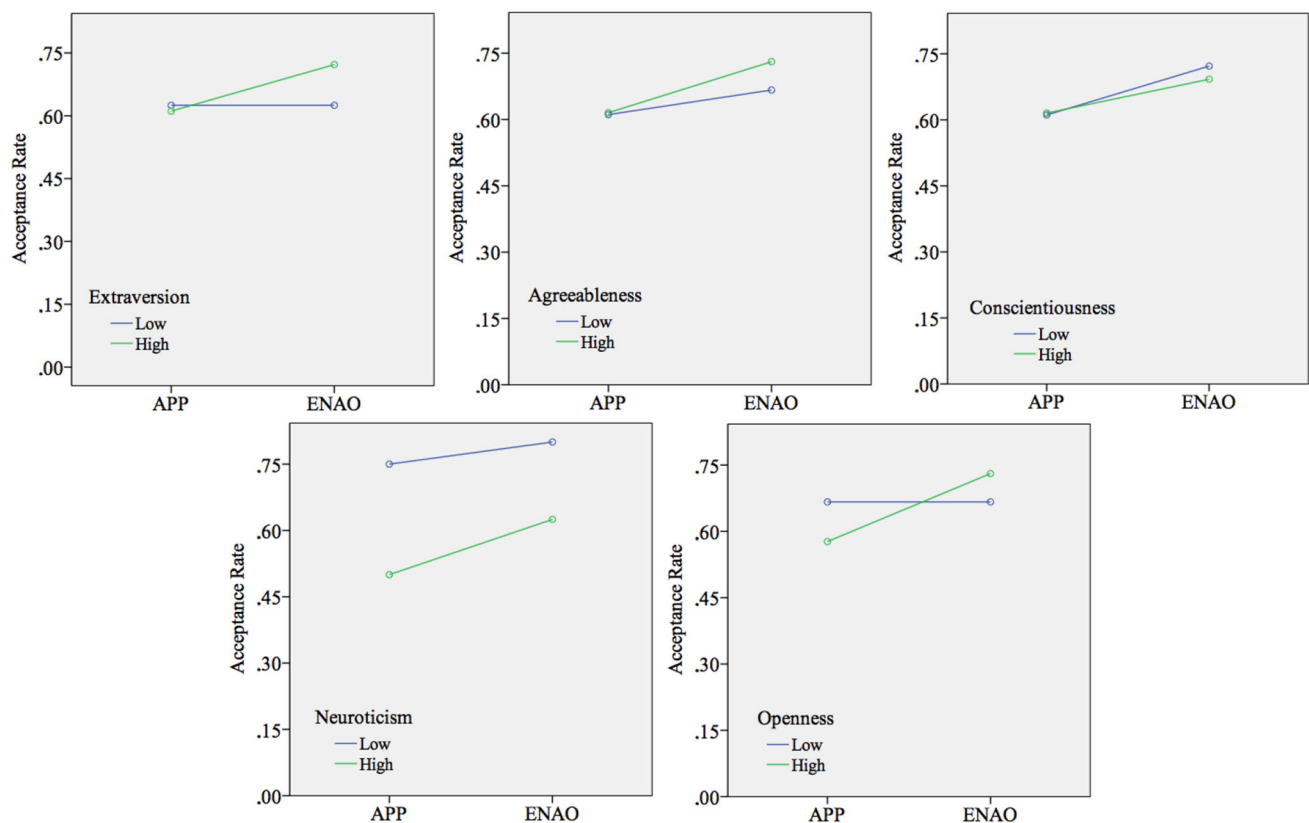 .75
.60
.45
.30
.15
.00
Acceptance Rate
Extraversion
Low
High
APP ENAO
.75
.60
.45
.30
.15
.00
Acceptance Rate
Agreeableness
Low
High
APP ENAO
.75
.60
.45
.30
.15
.00
Acceptance Rate
Conscientiousness
Low
High
APP ENAO
.75
.60
.45
.30
.15
.00
Acceptance Rate
Neuroticism
Low
High
APP ENAO
.75
.60
.45
.30
.15
.00
Acceptance Rate
Openness
Low
High
APP ENAO